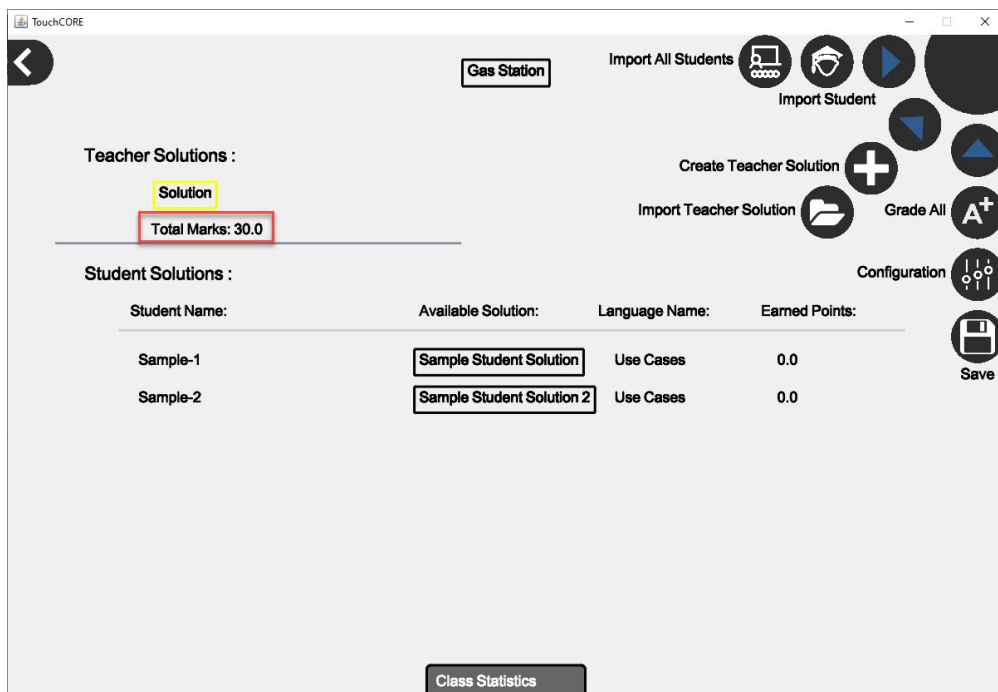 TouchCORE
Gas Station
Import All Students
Import Student
Teacher Solutions :
Create Teacher Solution
Solution
Import Teacher Solution
Grade All
A+
Total Marks: 30.0
Student Solutions :
Configuration
Student Name: Available Solution: Language Name: Earned Points:
Sample-1 Sample Student Solution Use Cases 0.0
Save
Sample-2 Sample Student Solution 2 Use Cases 0.0
Class Statistics